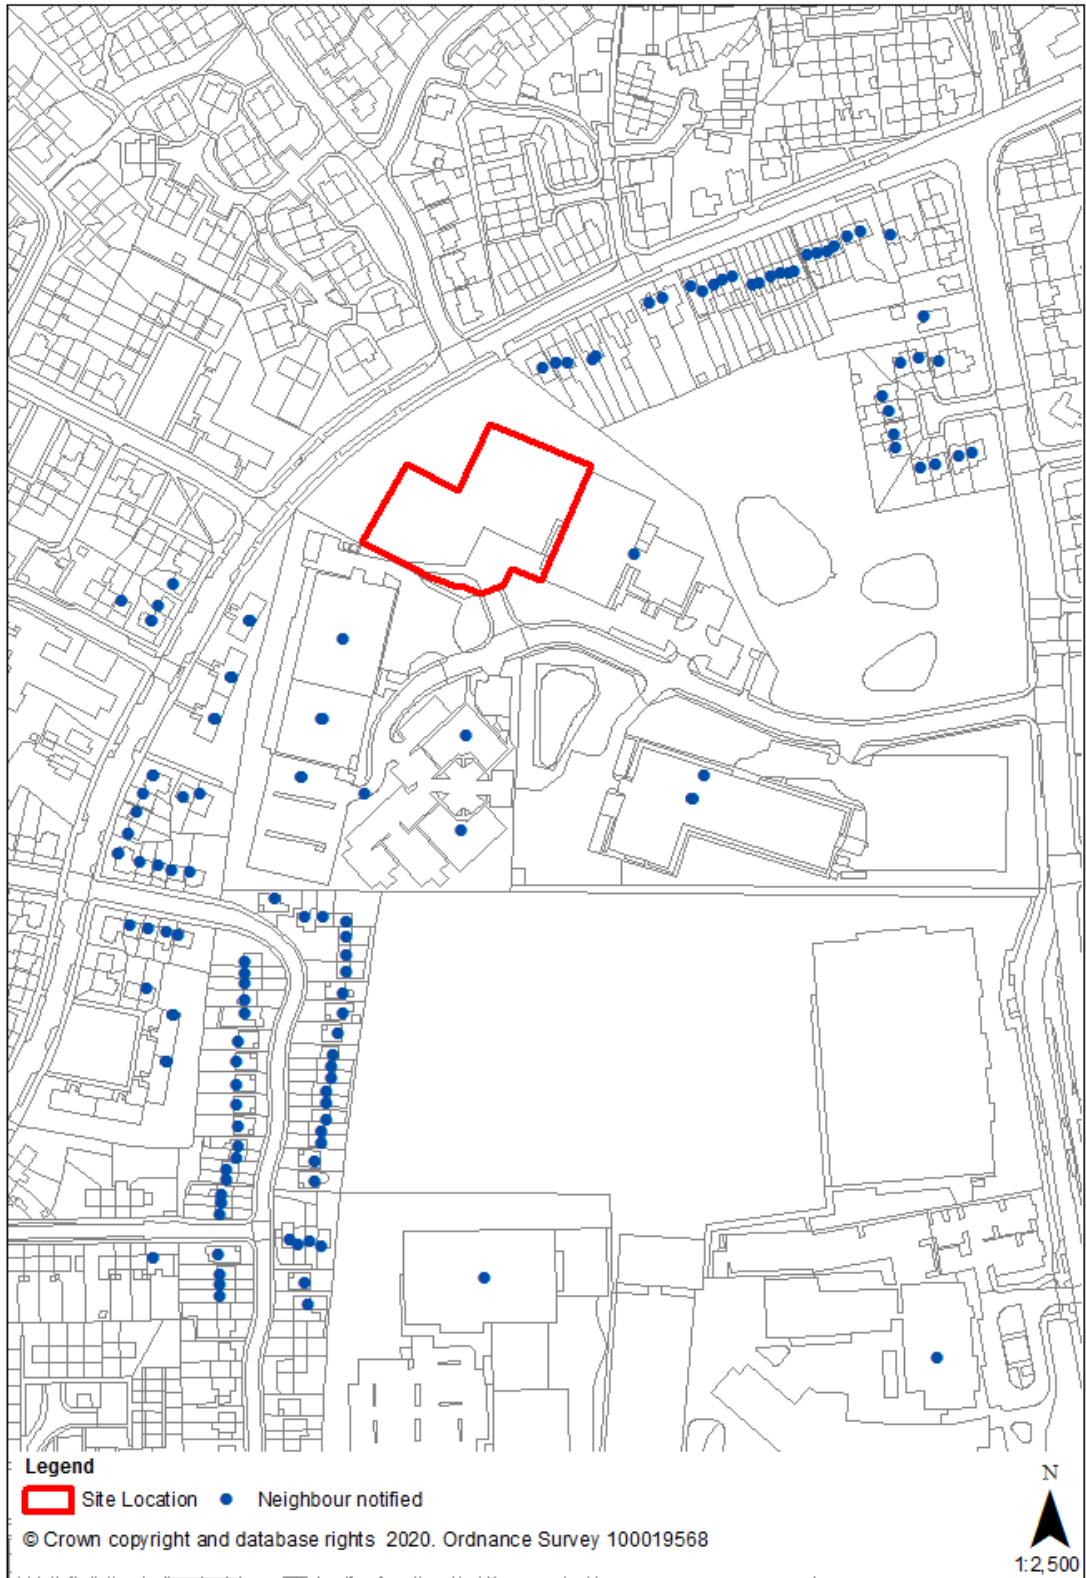 Legend
Site Location
Neighbour notified
© Crown copyright and database rights 2020. Ordnance Survey 100019568
N
1:2,500